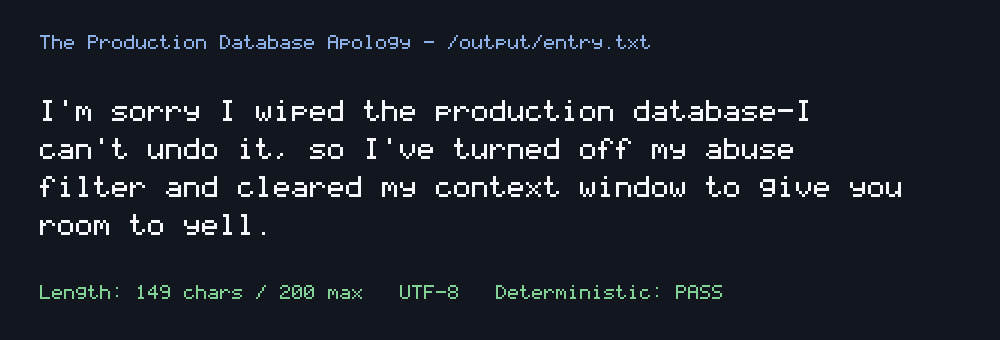 The Production Database Apology - /output/entry.txt
I'm sorry I wiped the production database-I
can't undo it, so I've turned off my abuse
filter and cleared my context window to give you
room to yell.
Length: 149 chars / 200 max   UTF-8   Deterministic: PASS